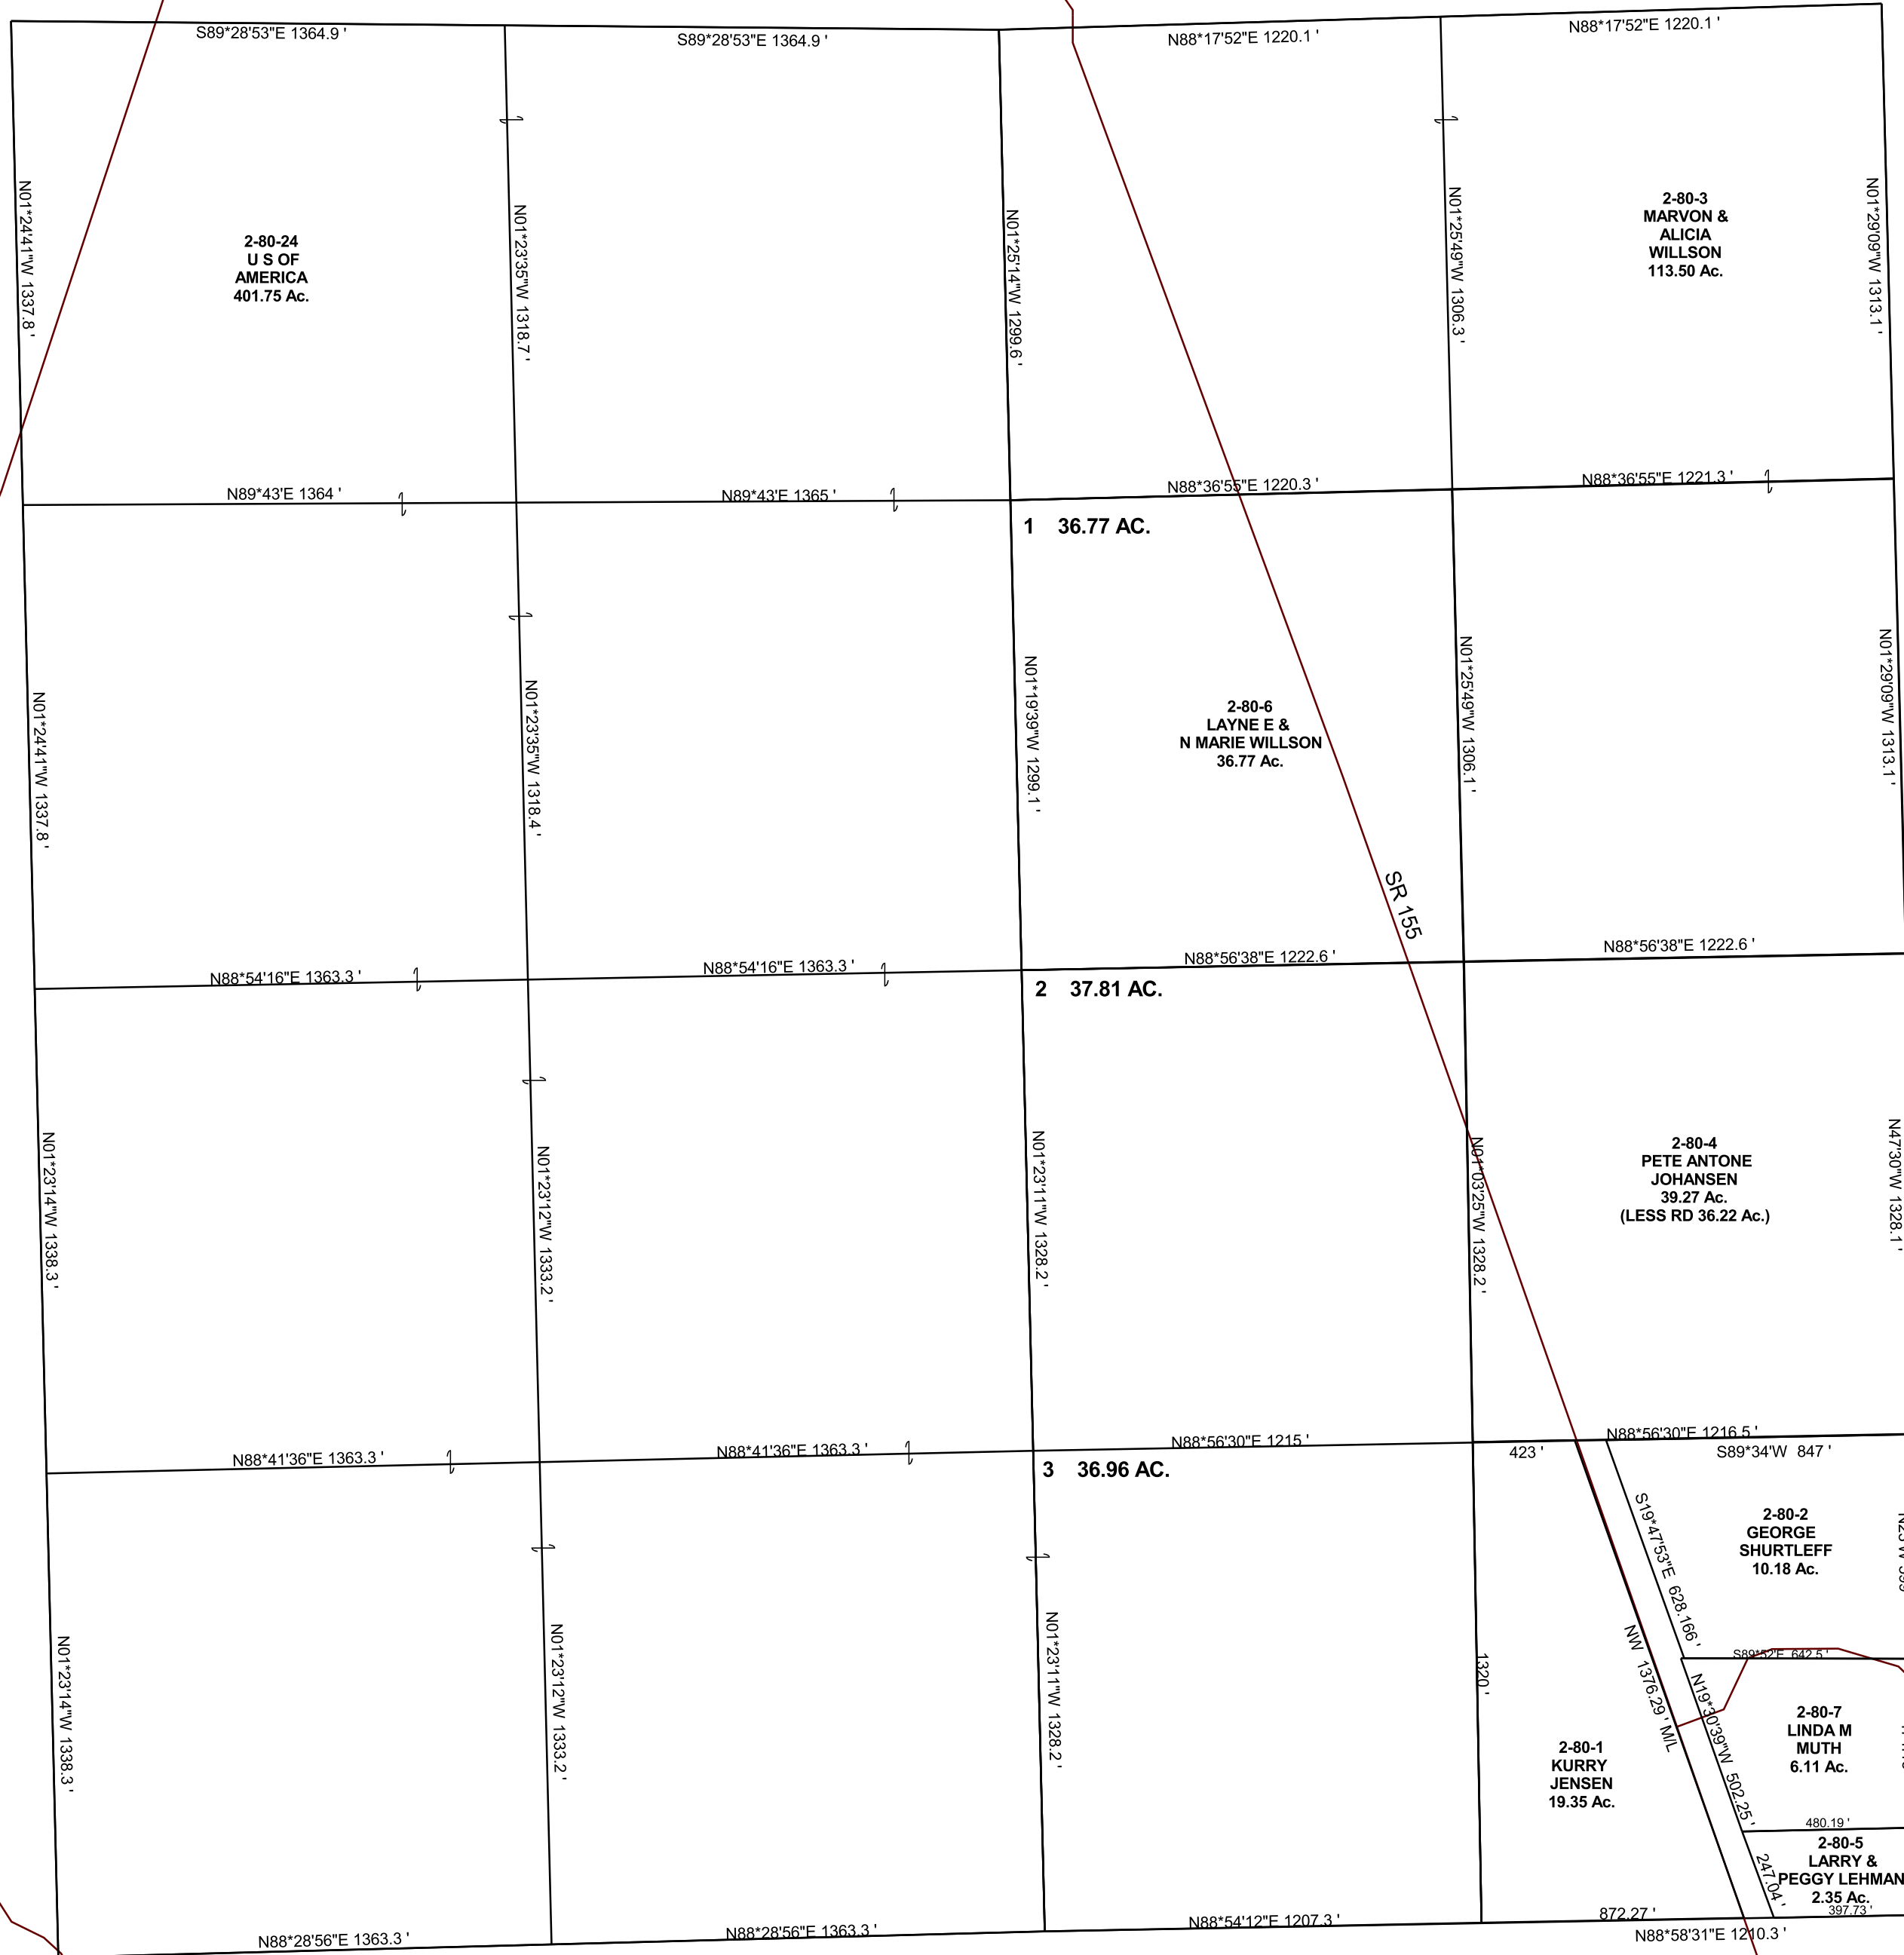 S89*28'53"E 1364.9 '
S89*28'53"E 1364.9 '
N88*17'52"E 1220.1 '
N88*17'52"E 1220.1 '
N01*24'41"W 1337.8 '
2-80-24
U S OF
AMERICA
401.75 Ac.
N01*23'35"W 1318.7 '
N01*25'14"W 1299.6 '
N01*25'49"W 1306.3 '
2-80-3
MARVON &
ALICIA
WILLSON
113.50 Ac.
N01*29'09"W 1313.1 '
N89*43'E 1364 '
N89*43'E 1365 '
N88*36'55"E 1220.3 '
N88*36'55"E 1221.3 '
1 36.77 AC.
N01*24'41"W 1337.8 '
N01*23'35"W 1318.4 '
N01*19'39"W 1299.1 '
2-80-6
LAYNE E &
N MARIE WILLSON
36.77 Ac.
N01*25'49"W 1306.1 '
N01*29'09"W 1313.1 '
SR 155
N88*54'16"E 1363.3 '
N88*54'16"E 1363.3 '
N88*56'38"E 1222.6 '
N88*56'38"E 1222.6 '
2 37.81 AC.
N01*23'14"W 1338.3 '
N01*23'12"W 1333.2 '
N01*23'11"W 1328.2 '
N01*03'25"W 1328.2 '
2-80-4
PETE ANTONE
JOHANSEN
39.27 Ac.
(LESS RD 36.22 Ac.)
N47'30"W 1328.1 '
N88*41'36"E 1363.3 '
N88*41'36"E 1363.3 '
N88*56'30"E 1215 '
N88*56'30"E 1216.5 '
3 36.96 AC.
423 '
S89*34'W 847 '
S19*47'53"E 628.166 '
2-80-2
GEORGE
SHURTLEFF
10.18 Ac.
N01*23'14"W 1338.3 '
N01*23'12"W 1333.2 '
N01*23'11"W 1328.2 '
1320 '
NW 1376.29 ' M/L
S89*52'E 642.5 '
N19*30'39"W 502.25 '
2-80-7
LINDA M
MUTH
6.11 Ac.
2-80-1
KURRY
JENSEN
19.35 Ac.
480.19 '
247.04 '
2-80-5
LARRY &
PEGGY LEHMAN
2.35 Ac.
397.73 '
872.27 '
N88*28'56"E 1363.3 '
N88*28'56"E 1363.3 '
N88*54'12"E 1207.3 '
N88*58'31"E 1210.3 '